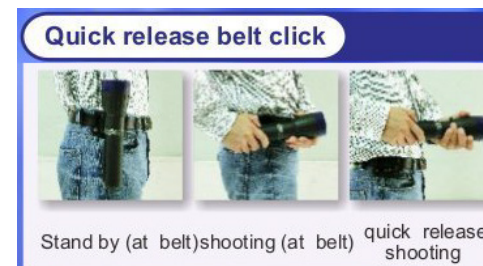 Quick release belt click
Stand by (at belt)
shooting (at belt)
quick release
shooting